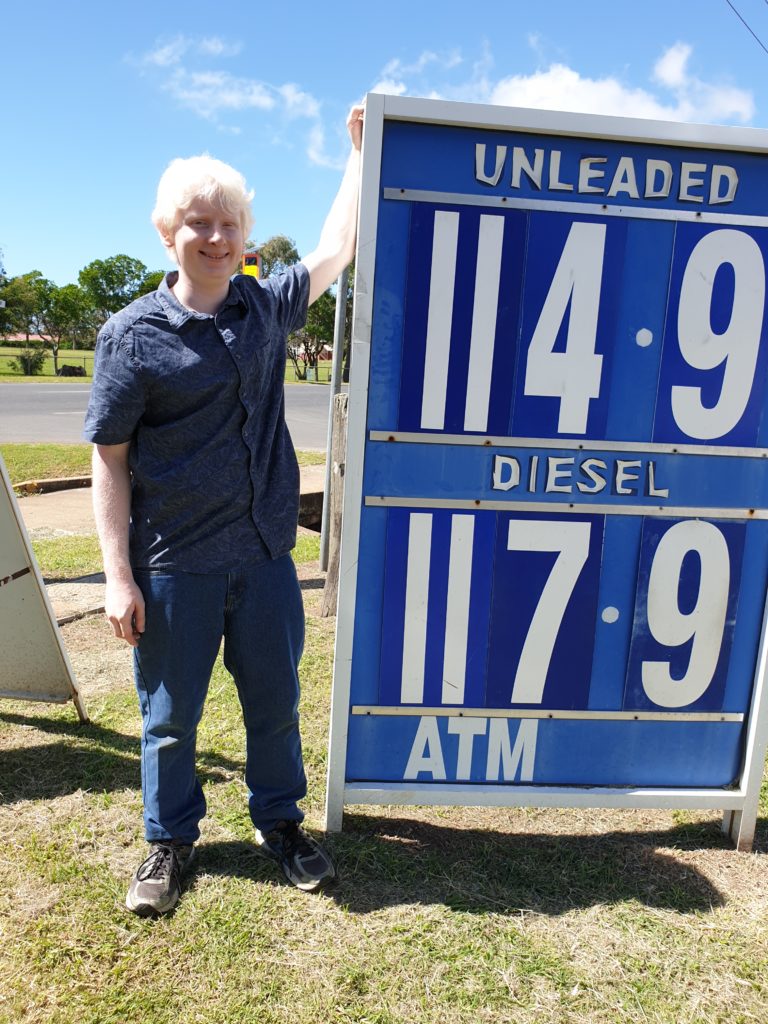 UNLEADED
114.9
DIESEL
117.9
ATM